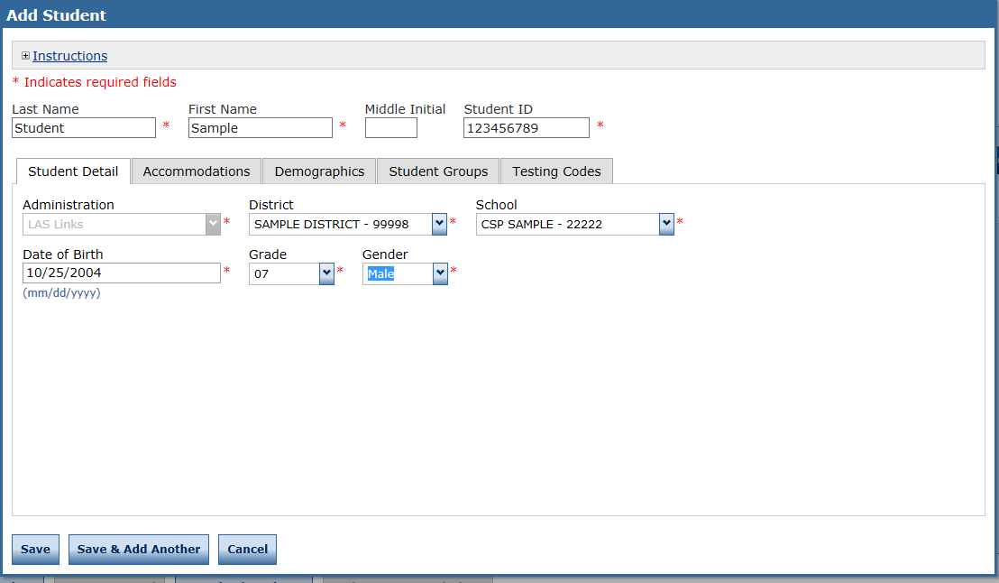 Add Student
Instructions
* Indicates required fields
Last Name First Name Middle Initial Student ID
Student * Sample * 123456789 *
Student Detail Accommodations Demographics Student Groups Testing Codes
Administration District School
LAS Links * SAMPLE DISTRICT - 99998 * CSP SAMPLE - 22222 *
Date of Birth Grade Gender
10/25/2004 * 07 * Male *
(mm/dd/yyyy)
Save Save & Add Another Cancel